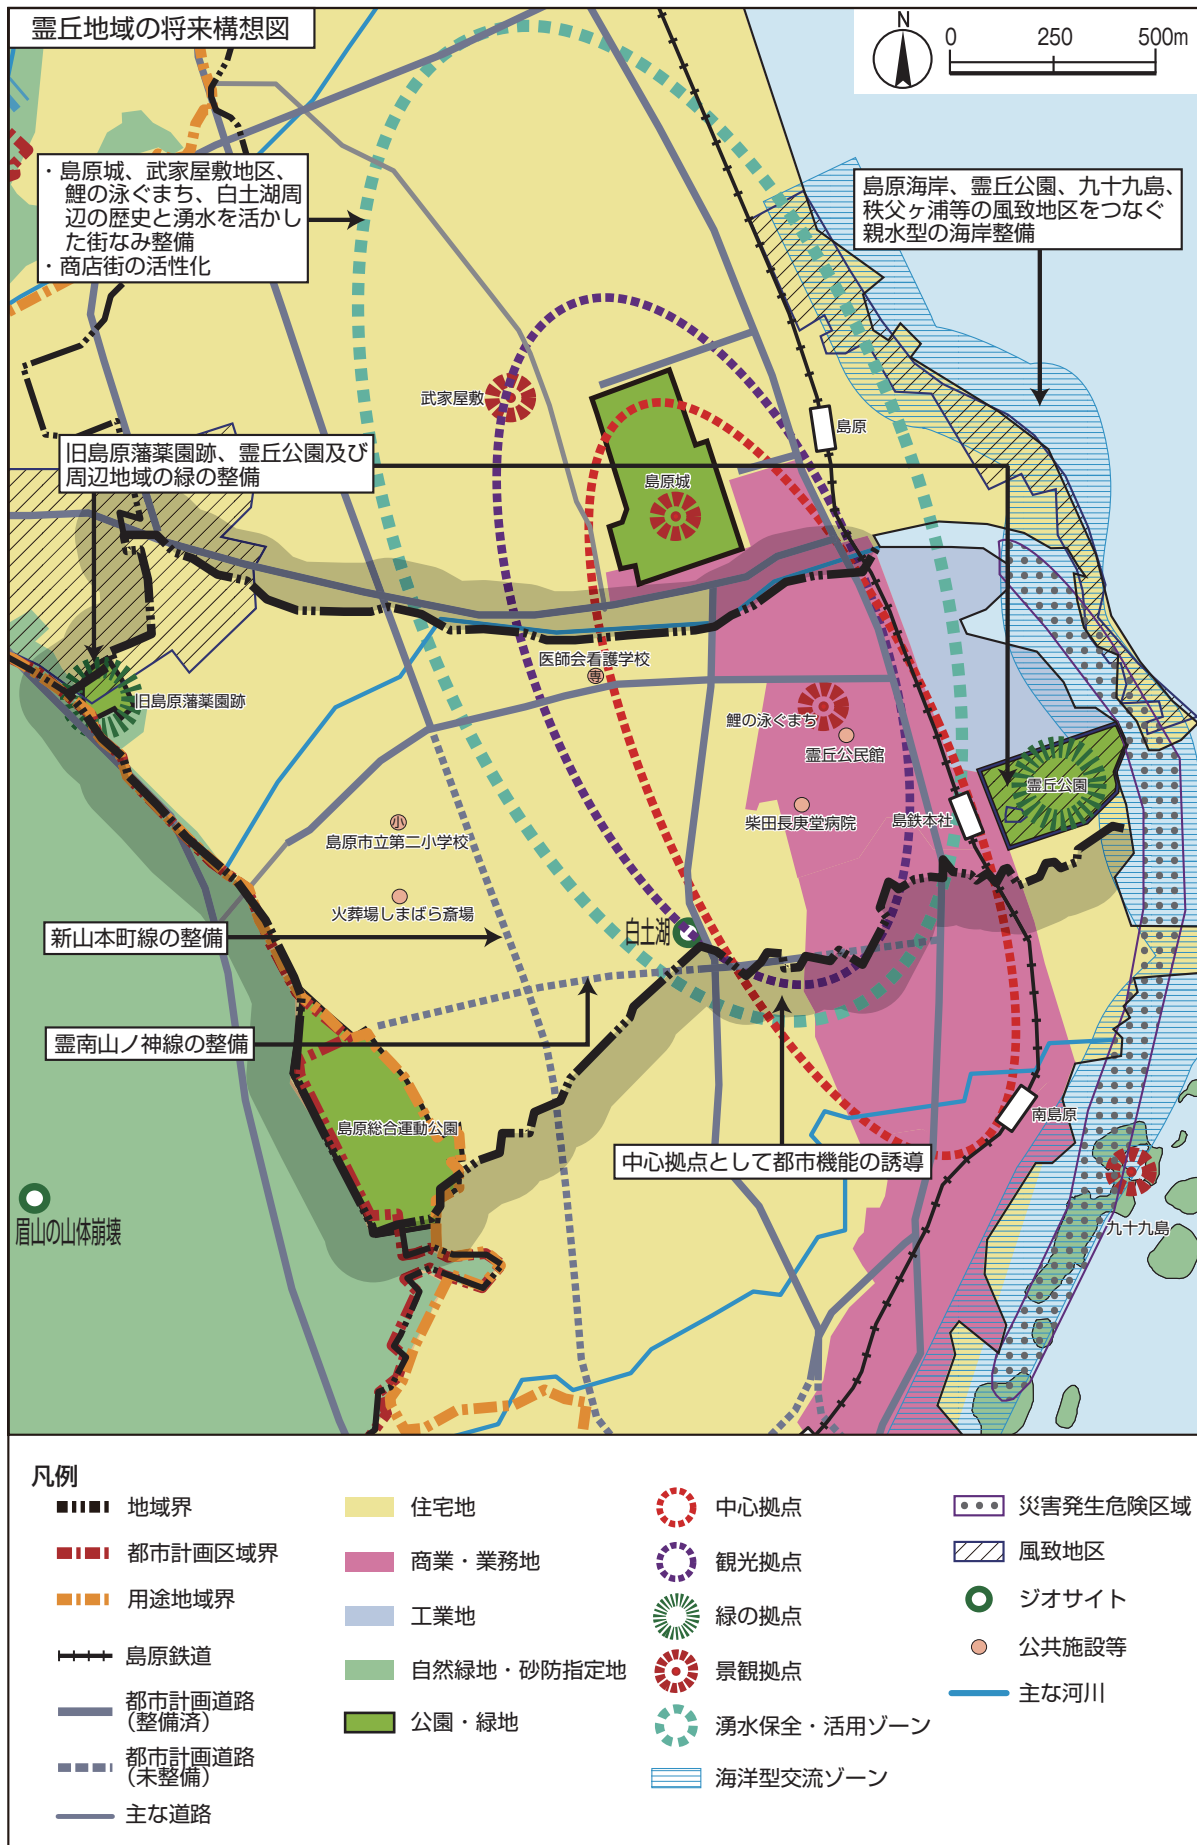 霊丘地域の将来構想図
N
0 250 500m
・島原城、武家屋敷地区、
鯉の泳ぐまち、白土湖周
辺の歴史と湧水を活かし
た街なみ整備
・商店街の活性化
島原海岸、霊丘公園、九十九島、
秩父ヶ浦等の風致地区をつなぐ
親水型の海岸整備
武家屋敷
島原
旧島原藩薬園跡、霊丘公園及び
周辺地域の緑の整備
島原城
医師会看護学校
専
旧島原藩薬園跡
鯉の泳ぐまち
霊丘公民館
霊丘公園
小
島原市立第二小学校
柴田長庚堂病院
島鉄本社
火葬場しまばら斎場
白土湖
新山本町線の整備
霊南山ノ神線の整備
島原総合運動公園
南島原
中心拠点として都市機能の誘導
眉山の山体崩壊
九十九島
凡例
地域界
都市計画区域界
用途地域界
島原鉄道
都市計画道路
(整備済)
都市計画道路
(未整備)
主な道路
住宅地
商業・業務地
工業地
自然緑地・砂防指定地
公園・緑地
中心拠点
観光拠点
緑の拠点
景観拠点
湧水保全・活用ゾーン
海洋型交流ゾーン
災害発生危険区域
風致地区
ジオサイト
公共施設等
主な河川